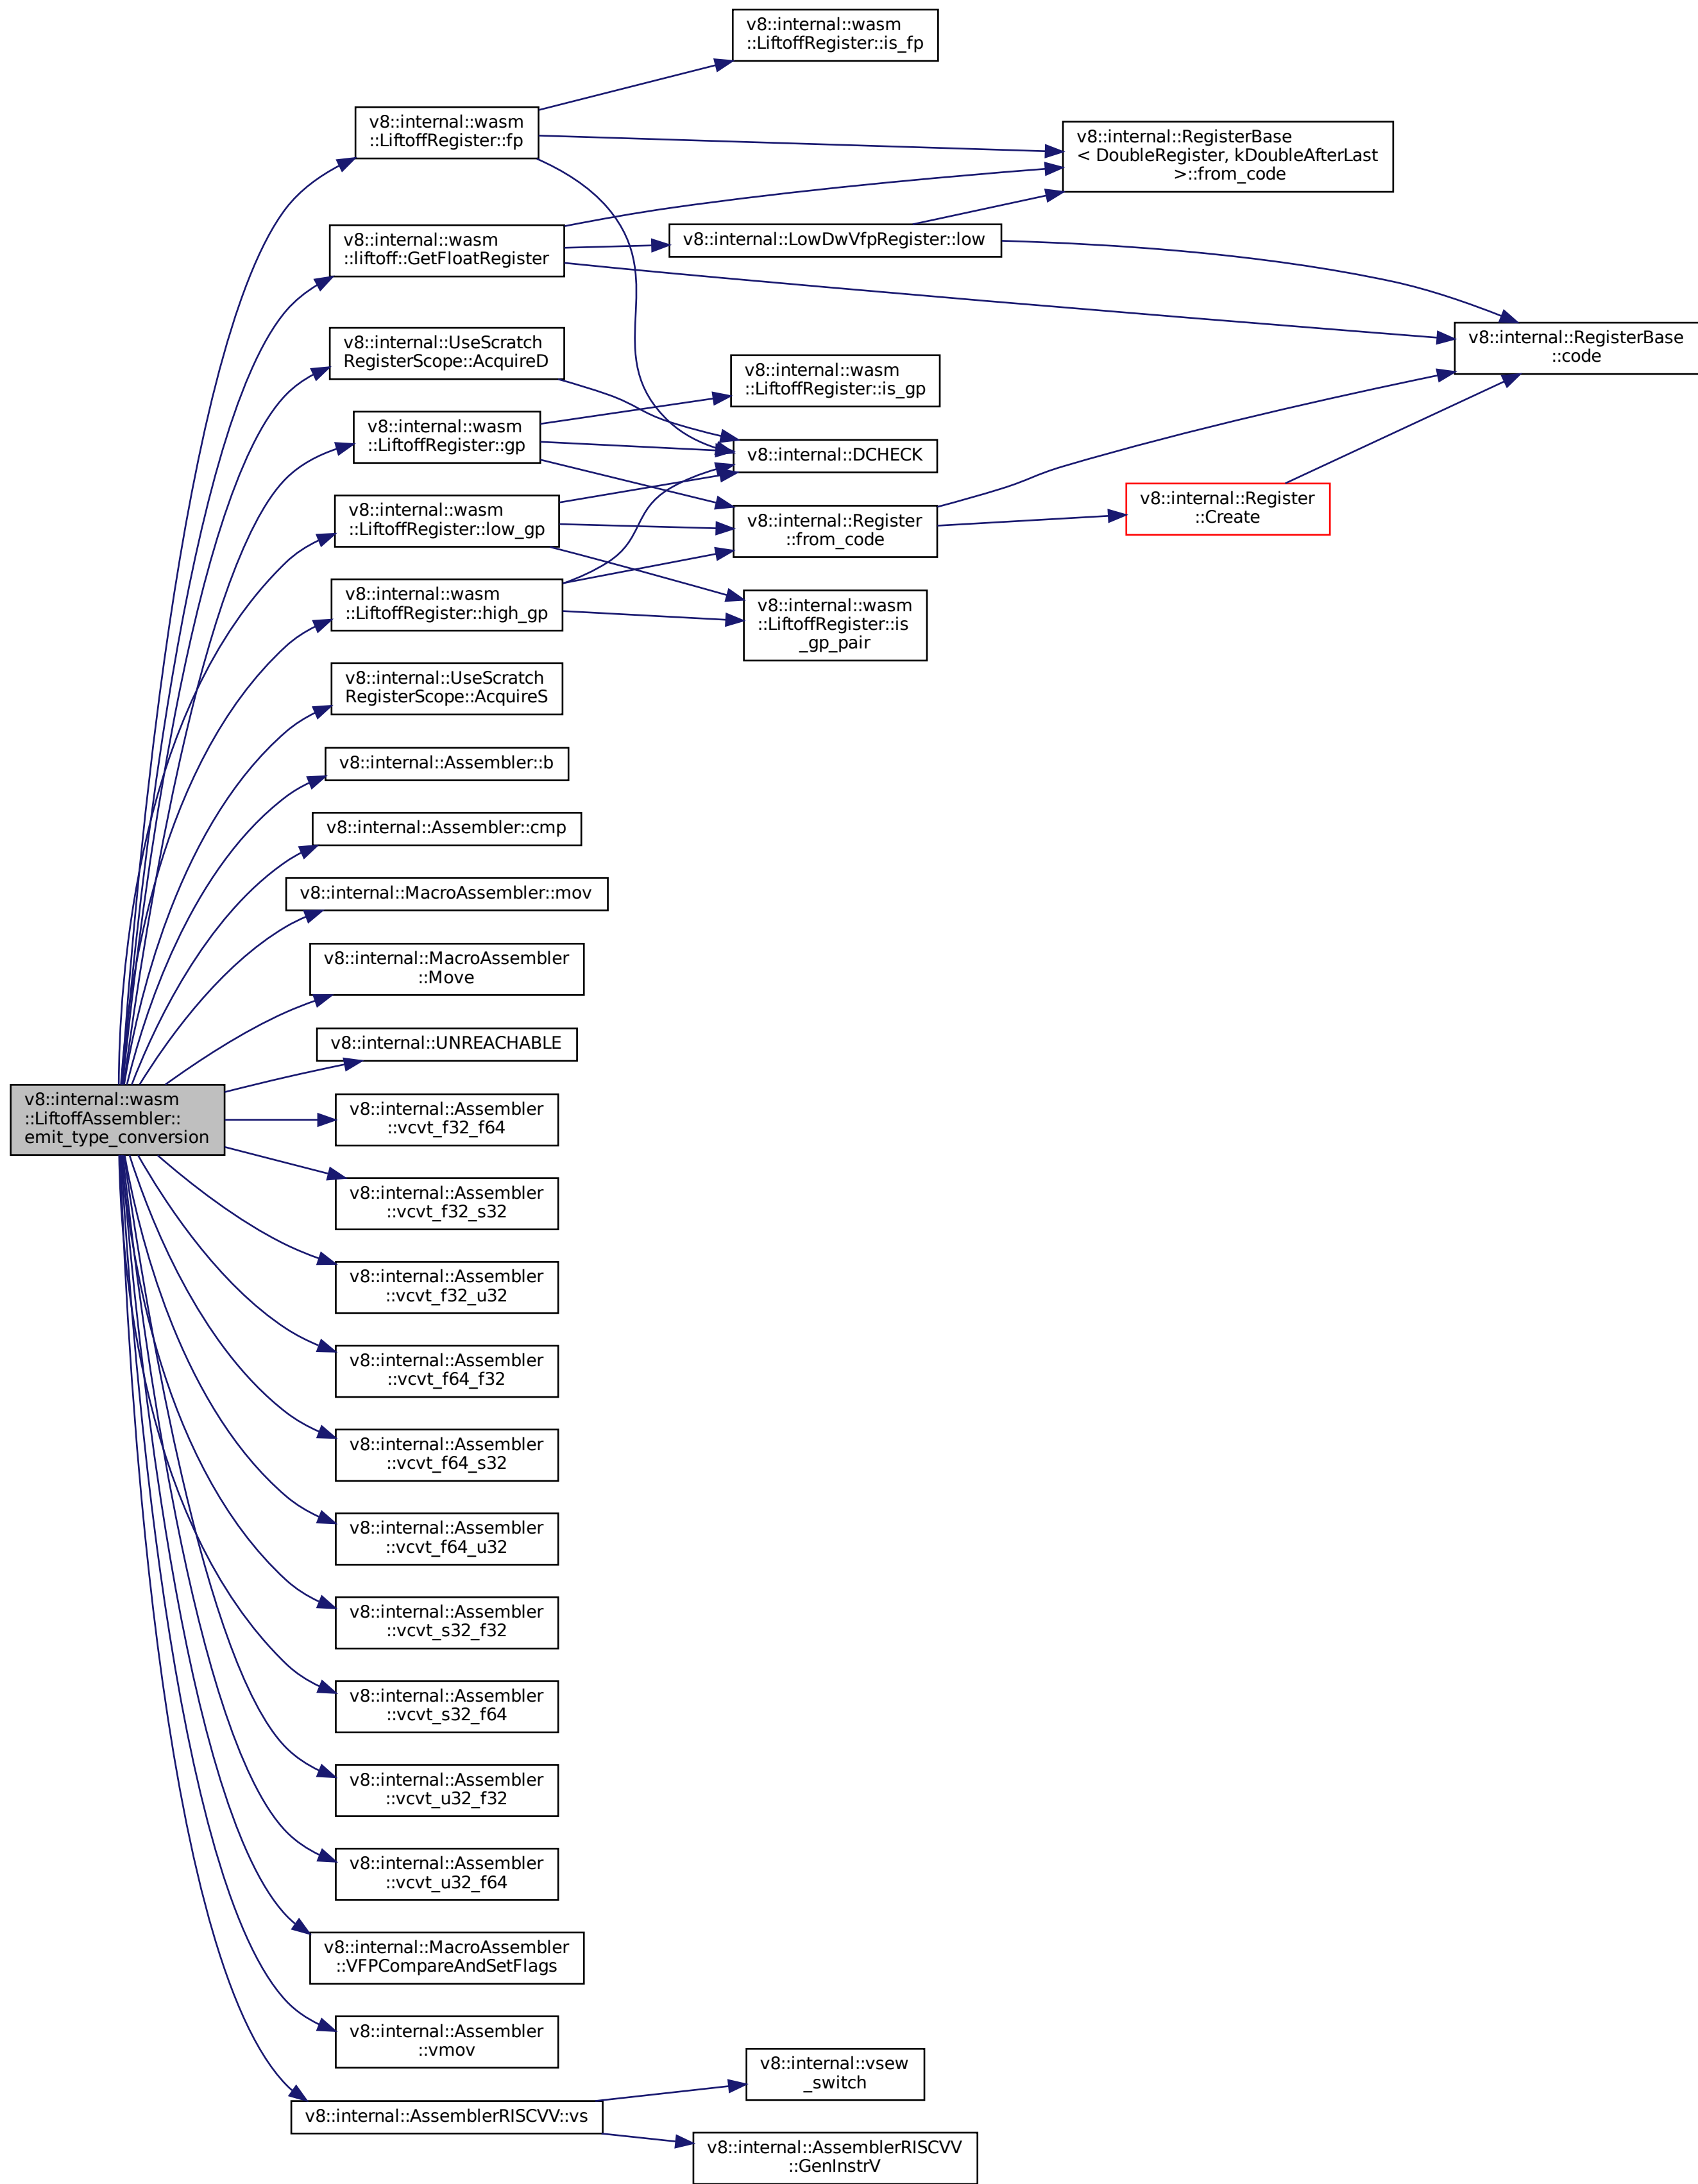 v8::internal::wasm
::LiftoffRegister::is_fp
v8::internal::wasm
::LiftoffRegister::fp
v8::internal::RegisterBase
< DoubleRegister, kDoubleAfterLast
>::from_code
v8::internal::wasm
::liftoff::GetFloatRegister
v8::internal::LowDwVfpRegister::low
v8::internal::RegisterBase
::code
v8::internal::UseScratch
RegisterScope::AcquireD
v8::internal::wasm
::LiftoffRegister::is_gp
v8::internal::wasm
::LiftoffRegister::gp
v8::internal::DCHECK
v8::internal::wasm
::LiftoffRegister::low_gp
v8::internal::Register
::from_code
v8::internal::Register
::Create
v8::internal::wasm
::LiftoffRegister::high_gp
v8::internal::wasm
::LiftoffRegister::is
_gp_pair
v8::internal::UseScratch
RegisterScope::AcquireS
v8::internal::Assembler::b
v8::internal::Assembler::cmp
v8::internal::MacroAssembler::mov
v8::internal::MacroAssembler
::Move
v8::internal::UNREACHABLE
v8::internal::wasm
::LiftoffAssembler::
emit_type_conversion
v8::internal::Assembler
::vcvt_f32_f64
v8::internal::Assembler
::vcvt_f32_s32
v8::internal::Assembler
::vcvt_f32_u32
v8::internal::Assembler
::vcvt_f64_f32
v8::internal::Assembler
::vcvt_f64_s32
v8::internal::Assembler
::vcvt_f64_u32
v8::internal::Assembler
::vcvt_s32_f32
v8::internal::Assembler
::vcvt_s32_f64
v8::internal::Assembler
::vcvt_u32_f32
v8::internal::Assembler
::vcvt_u32_f64
v8::internal::MacroAssembler
::VFPCompareAndSetFlags
v8::internal::Assembler
::vmov
v8::internal::vsew
_switch
v8::internal::AssemblerRISCVV::vs
v8::internal::AssemblerRISCVV
::GenInstrV